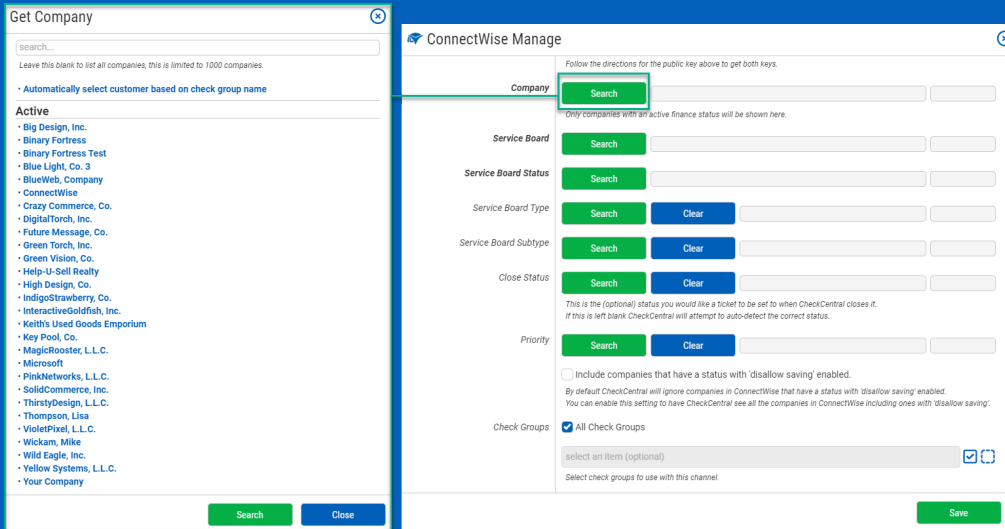 Get Company
search...
Leave this blank to list all companies, this is limited to 1000 companies.
· Automatically select customer based on check group name
Active
· Big Design, Inc.
· Binary Fortress
· Binary Fortress Test
· Blue Light, Co. 3
· BlueWeb, Company
· ConnectWise
· Crazy Commerce, Co.
· DigitalTorch, Inc.
· Future Message, Co.
· Green Torch, Inc.
· Green Vision, Co.
· Help-U-Sell Realty
· High Design, Co.
· IndigoStrawberry, Co.
· InteractiveGoldfish, Inc.
· Keith's Used Goods Emporium
· Key Pool, Co.
· MagicRooster, L.L.C.
· Microsoft
· PinkNetworks, L.L.C.
· SolidCommerce, Inc.
· ThirstyDesign, L.L.C.
· Thompson, Lisa
· VioletPixel, L.L.C.
· Wickam, Mike
· Wild Eagle, Inc.
· Yellow Systems, L.L.C.
· Your Company
Search Close
ConnectWise Manage
Follow the directions for the public key above to get both keys.
Company Search
Only companies with an active finance status will be shown here.
Service Board Search
Service Board Status Search
Service Board Type Search Clear
Service Board Subtype Search Clear
Close Status Search Clear
This is the (optional) status you would like a ticket to be set to when CheckCentral closes it.
If this is left blank CheckCentral will attempt to auto-detect the correct status.
Priority Search Clear
Include companies that have a status with 'disallow saving' enabled.
By default CheckCentral will ignore companies in ConnectWise that have a status with 'disallow saving' enabled.
You can enable this setting to have CheckCentral see all the companies in ConnectWise including ones with 'disallow saving'.
Check Groups All Check Groups
select an item (optional)
Select check groups to use with this channel.
Save